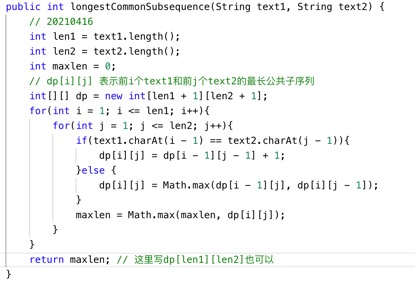 public int longestCommonSubsequence(String text1, String text2) {
// 20210416
int len1 = text1.length();
int len2 = text2.length();
int maxlen = 0;
// dp[i][j] 表示前i个text1和前j个text2的最长公共子序列
int[][] dp = new int[len1 + 1][len2 + 1];
for(int i = 1; i <= len1; i++){
for(int j = 1; j <= len2; j++){
if(text1.charAt(i - 1) == text2.charAt(j - 1)){
dp[i][j] = dp[i - 1][j - 1] + 1;
}else {
dp[i][j] = Math.max(dp[i - 1][j], dp[i][j - 1]);
}
maxlen = Math.max(maxlen, dp[i][j]);
}
}
return maxlen; // 这里写dp[len1][len2]也可以
}